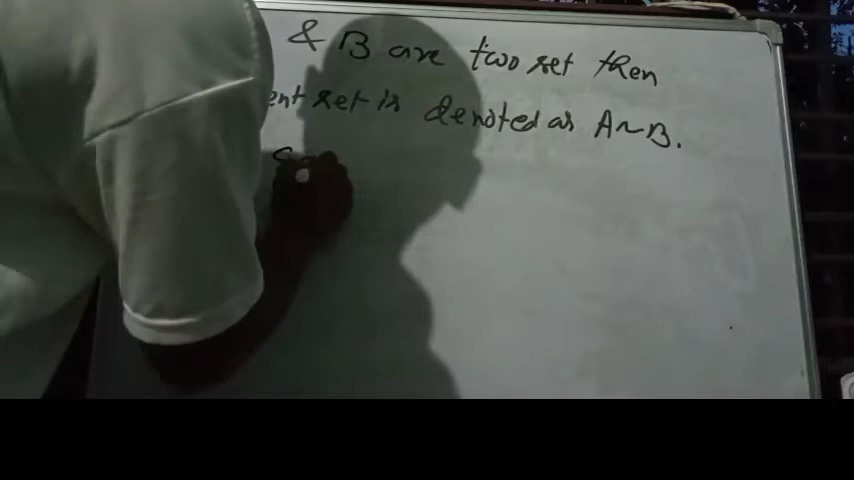 & B are two set then
ent set is denoted as A~B.